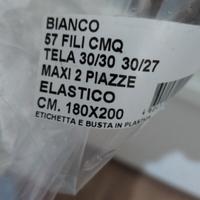 BIANCO
57 FILI CMQ
TELA 30/30 30/27
MAXI 2 PIAZZE
ELASTICO
CM. 180X200
ETICHETTA E BUSTA IN PLASTICA